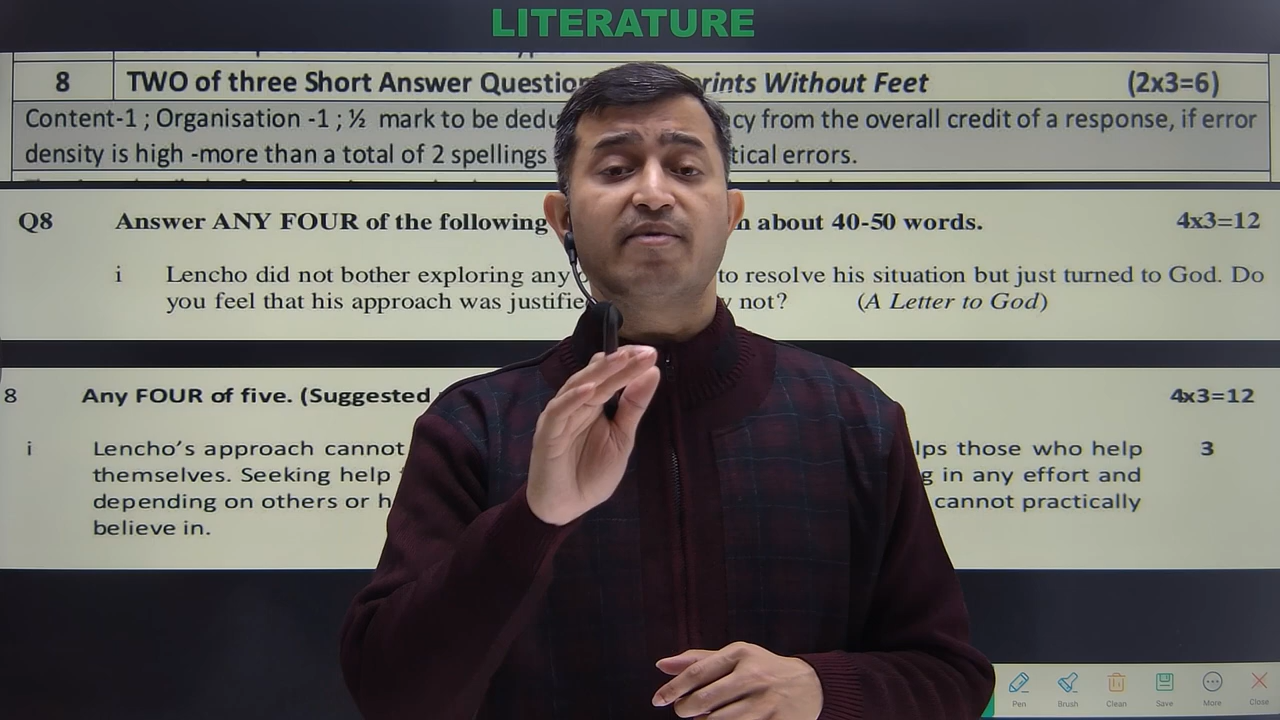 LITERATURE
8 TWO of three Short Answer Question prints Without Feet (2x3=6)
Content-1 ; Organisation -1 ; ½ mark to be dedu cy from the overall credit of a response, if error
density is high -more than a total of 2 spellings tical errors.
Q8 Answer ANY FOUR of the following n about 40-50 words. 4x3=12
i Lencho did not bother exploring any to resolve his situation but just turned to God. Do
you feel that his approach was justifie y not? (A Letter to God)
8 Any FOUR of five. (Suggested 4x3=12
i Lencho's approach cannot lps those who help 3
themselves. Seeking help g in any effort and
depending on others or h cannot practically
believe in.
Pen Brush Clean Save More Close